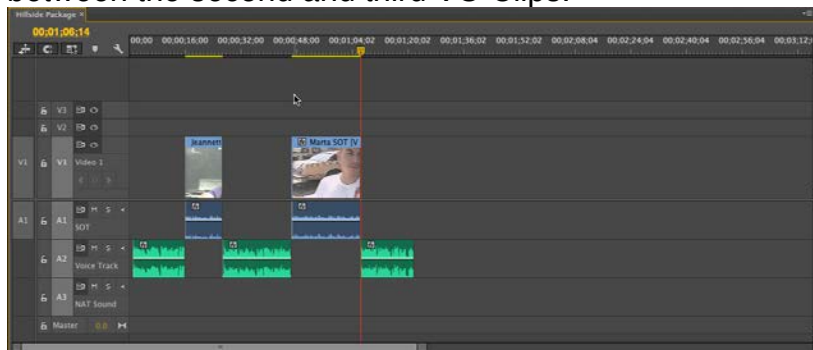 between the second and third VO Clips.
Hillside Package ×
00;01;06;14
00;00 00;00;16;00 00;00;32;00 00;00;48;00 00;01;04;02 00;01;20;02 00;01;36;02 00;01;52;02 00;02;08;04 00;02;24;04 00;02;40;04 00;02;56;04 00;03;12;
V3
V2
Jeannett Marta SOT [V
V1 V1 Video 1
A1 A1 M S
SOT
A2 M S
Voice Track
A3 M S
NAT Sound
Master 0.0